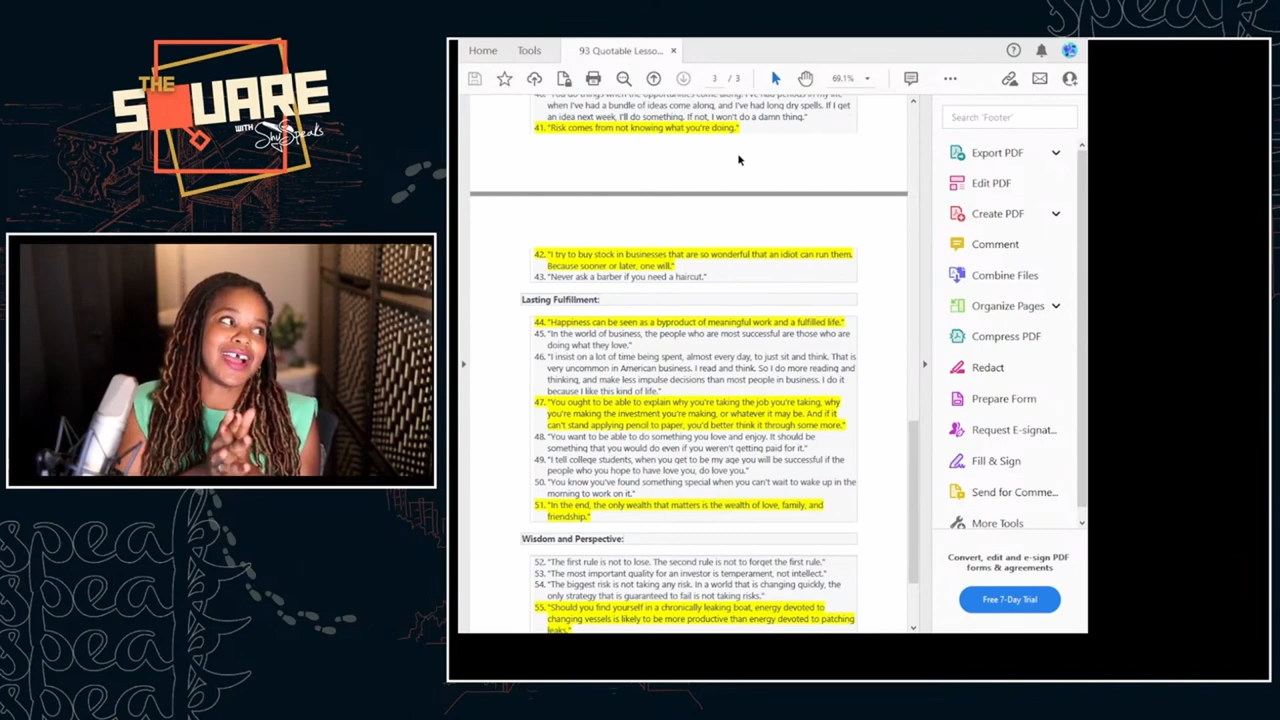 speak
THE
SQUARE
WITH ShySpeaks
Home Tools 93 Quotable Lesso... ×
3 / 3 69.1%
when I've had a bundle of ideas come along, and I've had long dry spells. If I get
an idea next week, I'll do something. If not, I won't do a damn thing."
41. "Risk comes from not knowing what you're doing."
42. "I try to buy stock in businesses that are so wonderful that an idiot can run them.
Because sooner or later, one will."
43. "Never ask a barber if you need a haircut."
Lasting Fulfillment:
44. "Happiness can be seen as a byproduct of meaningful work and a fulfilled life."
45. "In the world of business, the people who are most successful are those who are
doing what they love."
46. "I insist on a lot of time being spent, almost every day, to just sit and think. That is
very uncommon in American business. I read and think. So I do more reading and
thinking, and make less impulse decisions than most people in business. I do it
because I like this kind of life."
47. "You ought to be able to explain why you're taking the job you're taking, why
you're making the investment you're making, or whatever it may be. And if it
can't stand applying pencil to paper, you'd better think it through some more."
48. "You want to be able to do something you love and enjoy. It should be
something that you would do even if you weren't getting paid for it."
49. "I tell college students, when you get to be my age you will be successful if the
people who you hope to have love you, do love you."
50. "You know you've found something special when you can't wait to wake up in the
morning to work on it."
51. "In the end, the only wealth that matters is the wealth of love, family, and
friendship."
Wisdom and Perspective:
52. "The first rule is not to lose. The second rule is not to forget the first rule."
53. "The most important quality for an investor is temperament, not intellect."
54. "The biggest risk is not taking any risk. In a world that is changing quickly, the
only strategy that is guaranteed to fail is not taking risks."
55. "Should you find yourself in a chronically leaking boat, energy devoted to
changing vessels is likely to be more productive than energy devoted to patching
leaks."
Search 'Footer'
Export PDF
Edit PDF
Create PDF
Comment
Combine Files
Organize Pages
Compress PDF
Redact
Prepare Form
Request E-signat...
Fill & Sign
Send for Comme...
More Tools
Convert, edit and e-sign PDF
forms & agreements
Free 7-Day Trial
speak
speak
speak